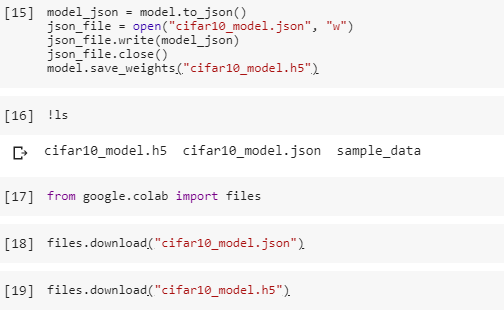 [15] model_json = model.to_json()
json_file = open("cifar10_model.json", "w")
json_file.write(model_json)
json_file.close()
model.save_weights("cifar10_model.h5")
[16] !ls
cifar10_model.h5 cifar10_model.json sample_data
[17] from google.colab import files
[18] files.download("cifar10_model.json")
[19] files.download("cifar10_model.h5")